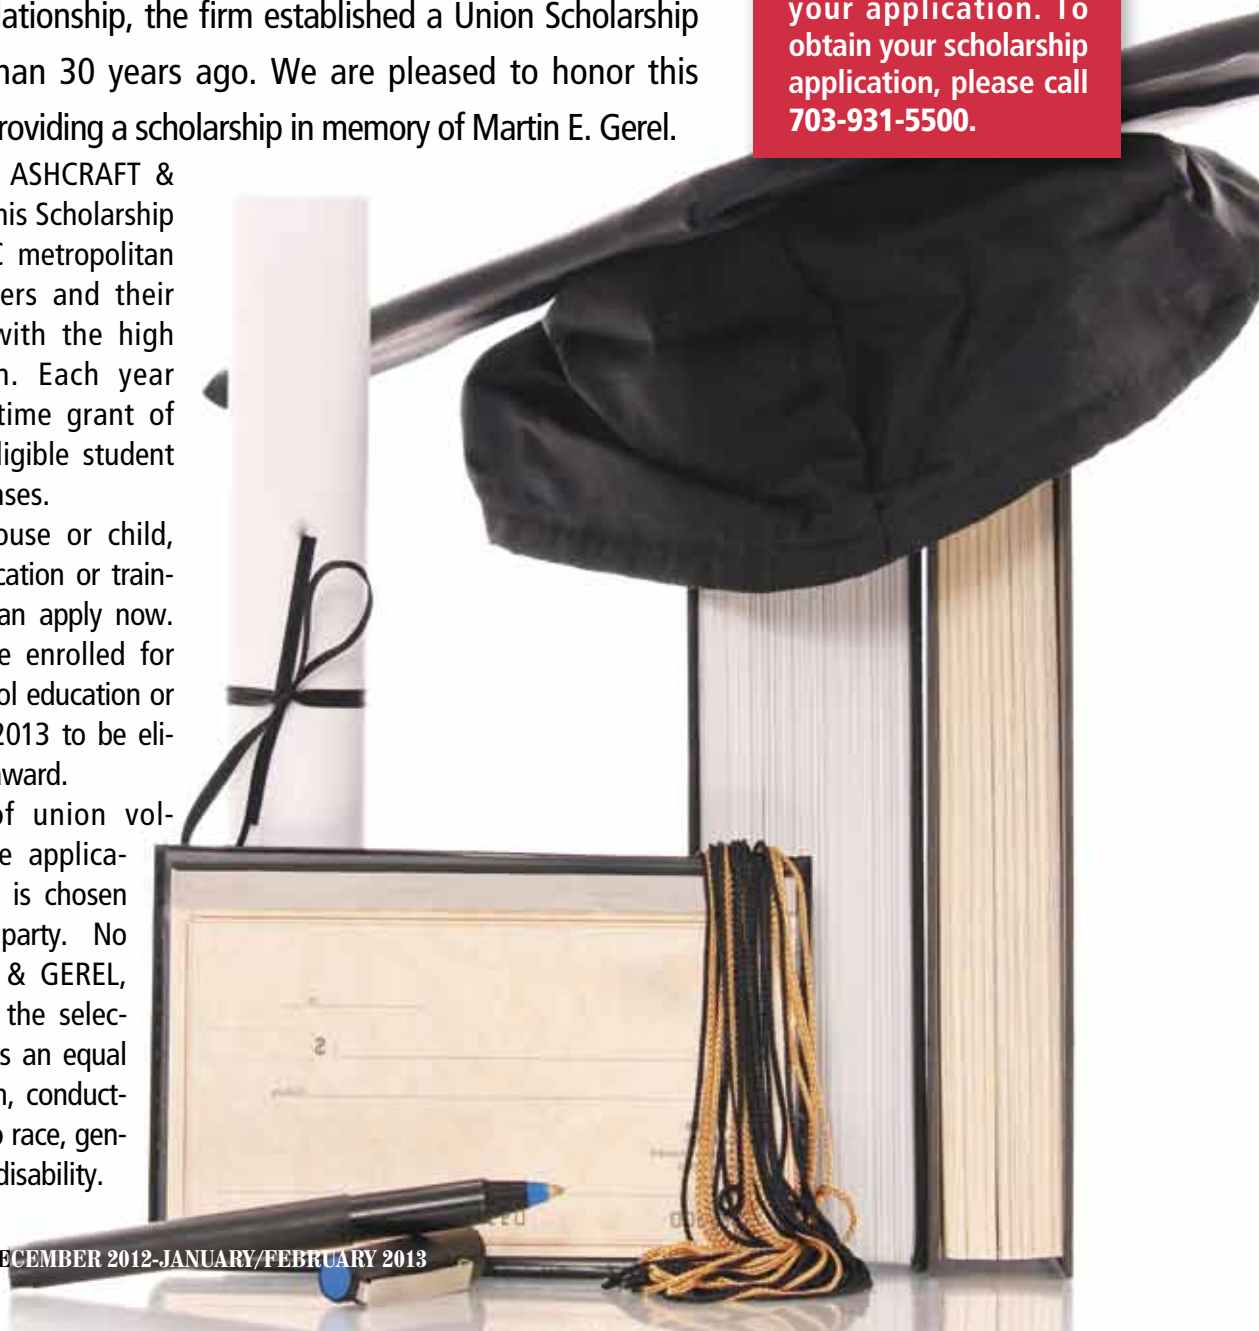 lationship, the firm established a Union Scholarship
han 30 years ago. We are pleased to honor this
roviding a scholarship in memory of Martin E. Gerel.
ASHCRAFT &
his Scholarship
C metropolitan
ers and their
with the high
n. Each year
time grant of
ligible student
nses.
ouse or child,
cation or train-
an apply now.
e enrolled for
ol education or
2013 to be eli-
award.
of union vol-
e applica-
is chosen
party. No
& GEREL,
the selec-
s an equal
n, conduct-
o race, gen-
disability.
your application. To
obtain your scholarship
application, please call
703-931-5500.
ECEMBER 2012-JANUARY/FEBRUARY 2013